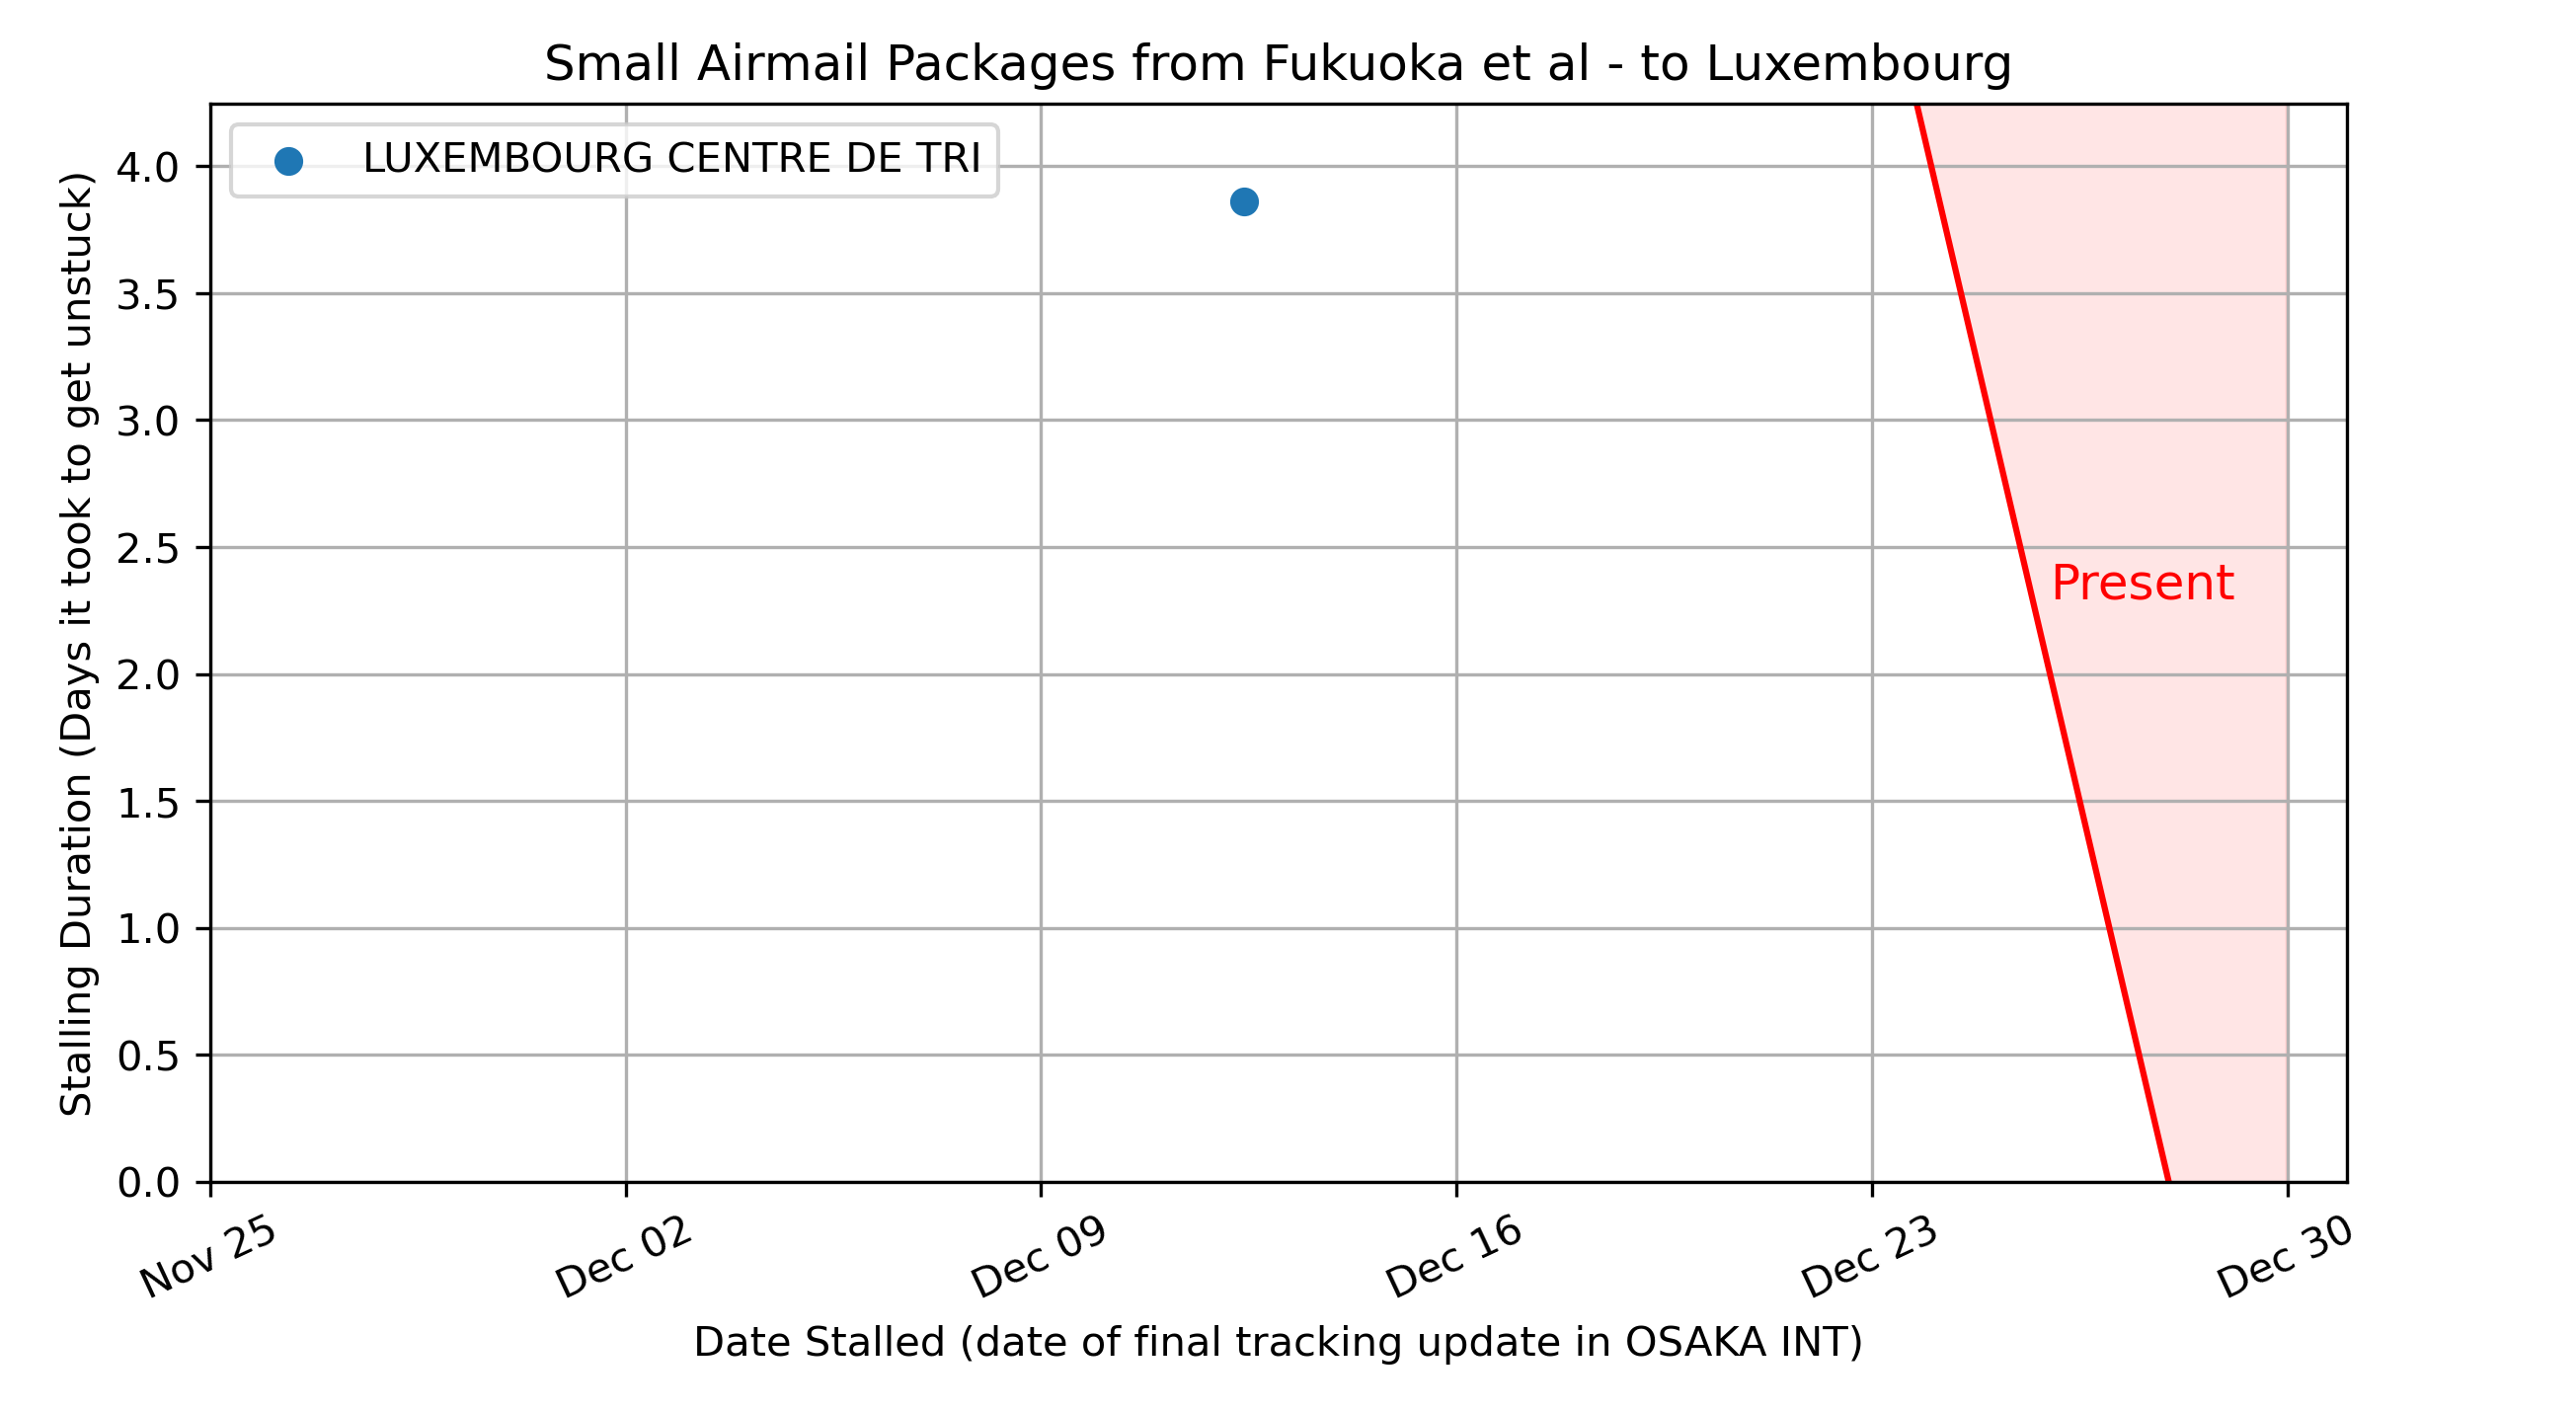 Small Airmail Packages from Fukuoka et al - to Luxembourg
LUXEMBOURG CENTRE DE TRI
Stalling Duration (Days it took to get unstuck)
4.0
3.5
3.0
2.5
2.0
1.5
1.0
0.5
0.0
Present
Nov 25
Dec 02
Dec 09
Dec 16
Dec 23
Dec 30
Date Stalled (date of final tracking update in OSAKA INT)